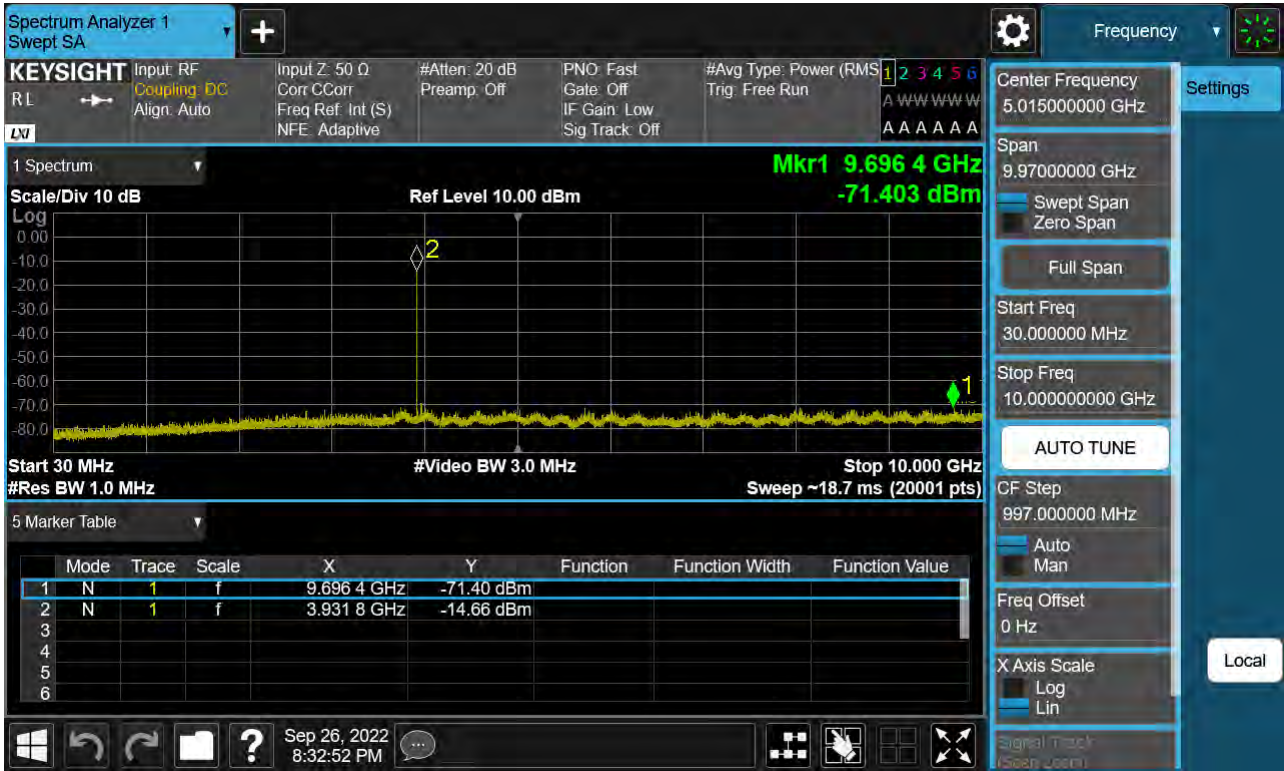 Spectrum Analyzer 1
Swept SA
+
Frequency
KEYSIGHT
RL
LXI
Input: RF
Coupling: DC
Align: Auto
Input Z: 50 Ω
Corr CCorr
Freq Ref: Int (S)
NFE: Adaptive
#Atten: 20 dB
Preamp: Off
PNO: Fast
Gate: Off
IF Gain: Low
Sig Track: Off
#Avg Type: Power (RMS
Trig: Free Run
1 2 3 4 5 6
A W W W W W
A A A A A A
1 Spectrum
Mkr1 9.696 4 GHz
-71.403 dBm
Scale/Div 10 dB
Ref Level 10.00 dBm
Log
0.00
-10.0
-20.0
-30.0
-40.0
-50.0
-60.0
-70.0
-80.0
2
1
Start 30 MHz
#Video BW 3.0 MHz
Stop 10.000 GHz
#Res BW 1.0 MHz
Sweep ~18.7 ms (20001 pts)
5 Marker Table
Mode Trace Scale X Y Function Function Width Function Value
1 N 1 f 9.696 4 GHz -71.40 dBm
2 N 1 f 3.931 8 GHz -14.66 dBm
3
4
5
6
Sep 26, 2022
8:32:52 PM
Center Frequency
5.015000000 GHz
Settings
Span
9.97000000 GHz
Swept Span
Zero Span
Full Span
Start Freq
30.000000 MHz
Stop Freq
10.000000000 GHz
AUTO TUNE
CF Step
997.000000 MHz
Auto
Man
Freq Offset
0 Hz
X Axis Scale
Log
Lin
Local
Signal Track
(Span Zoom)